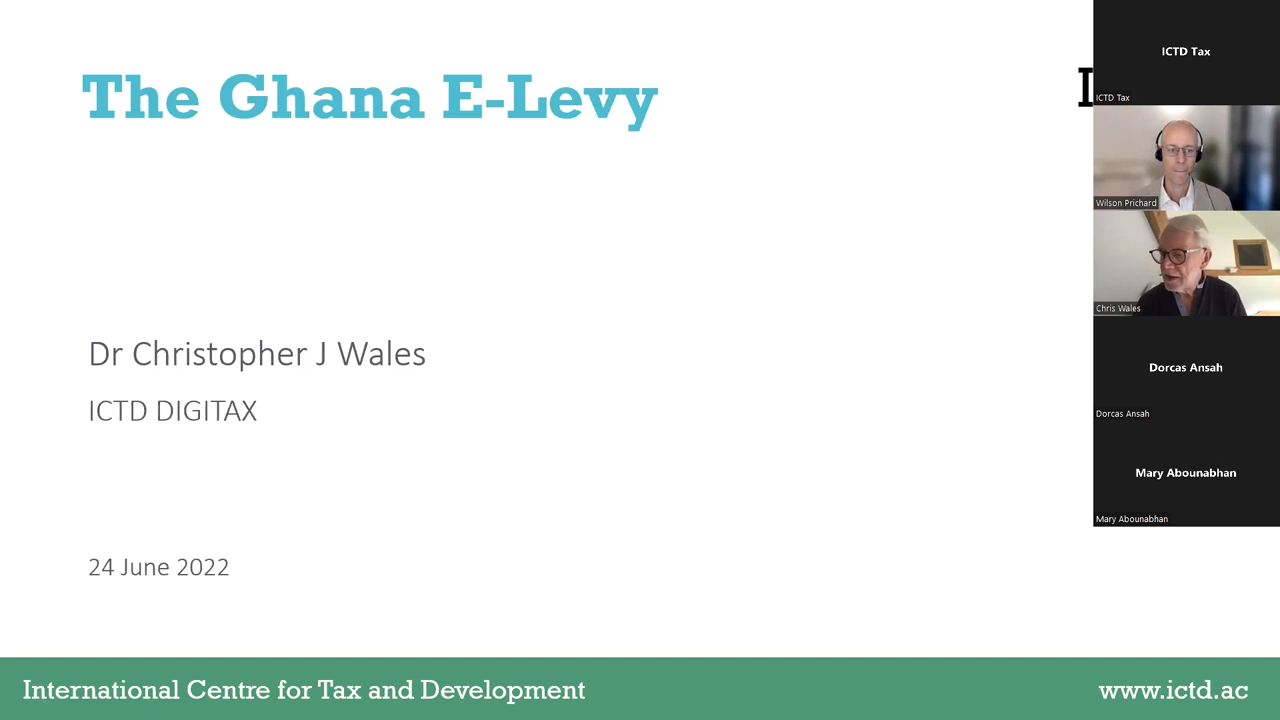 The Ghana E-Levy
Dr Christopher J Wales
ICTD DIGITAX
24 June 2022
International Centre for Tax and Development
www.ictd.ac
ICTD Tax
ICTD Tax
Wilson Prichard
Chris Wales
Dorcas Ansah
Dorcas Ansah
Mary Abounabhan
Mary Abounabhan